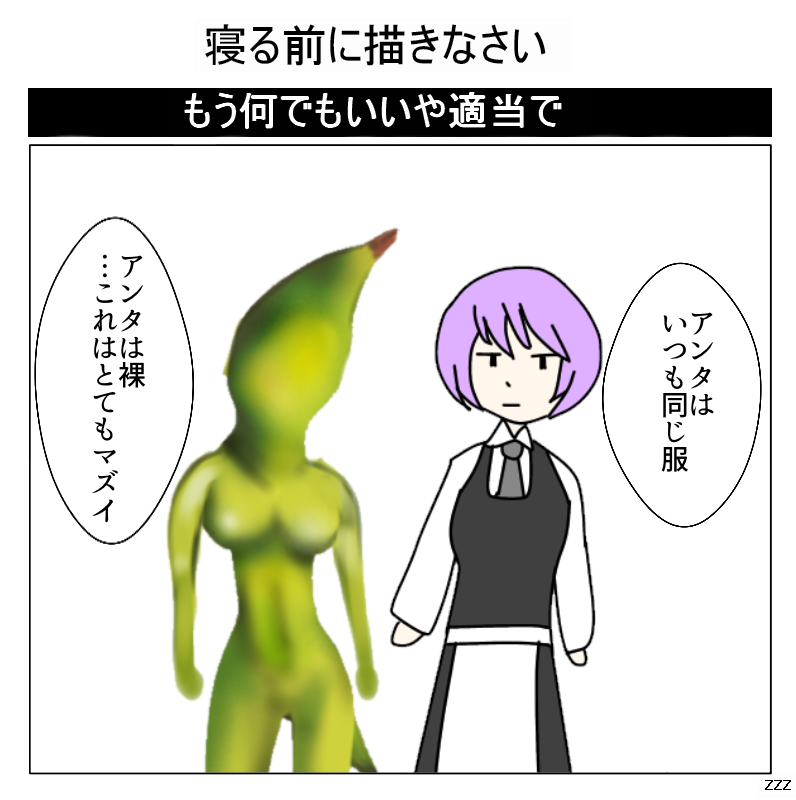 寝る前に描きなさい
もう何でもいいや適当で
アンタは
いつも同じ服
アンタは裸
…これはとてもマズイ
zzz